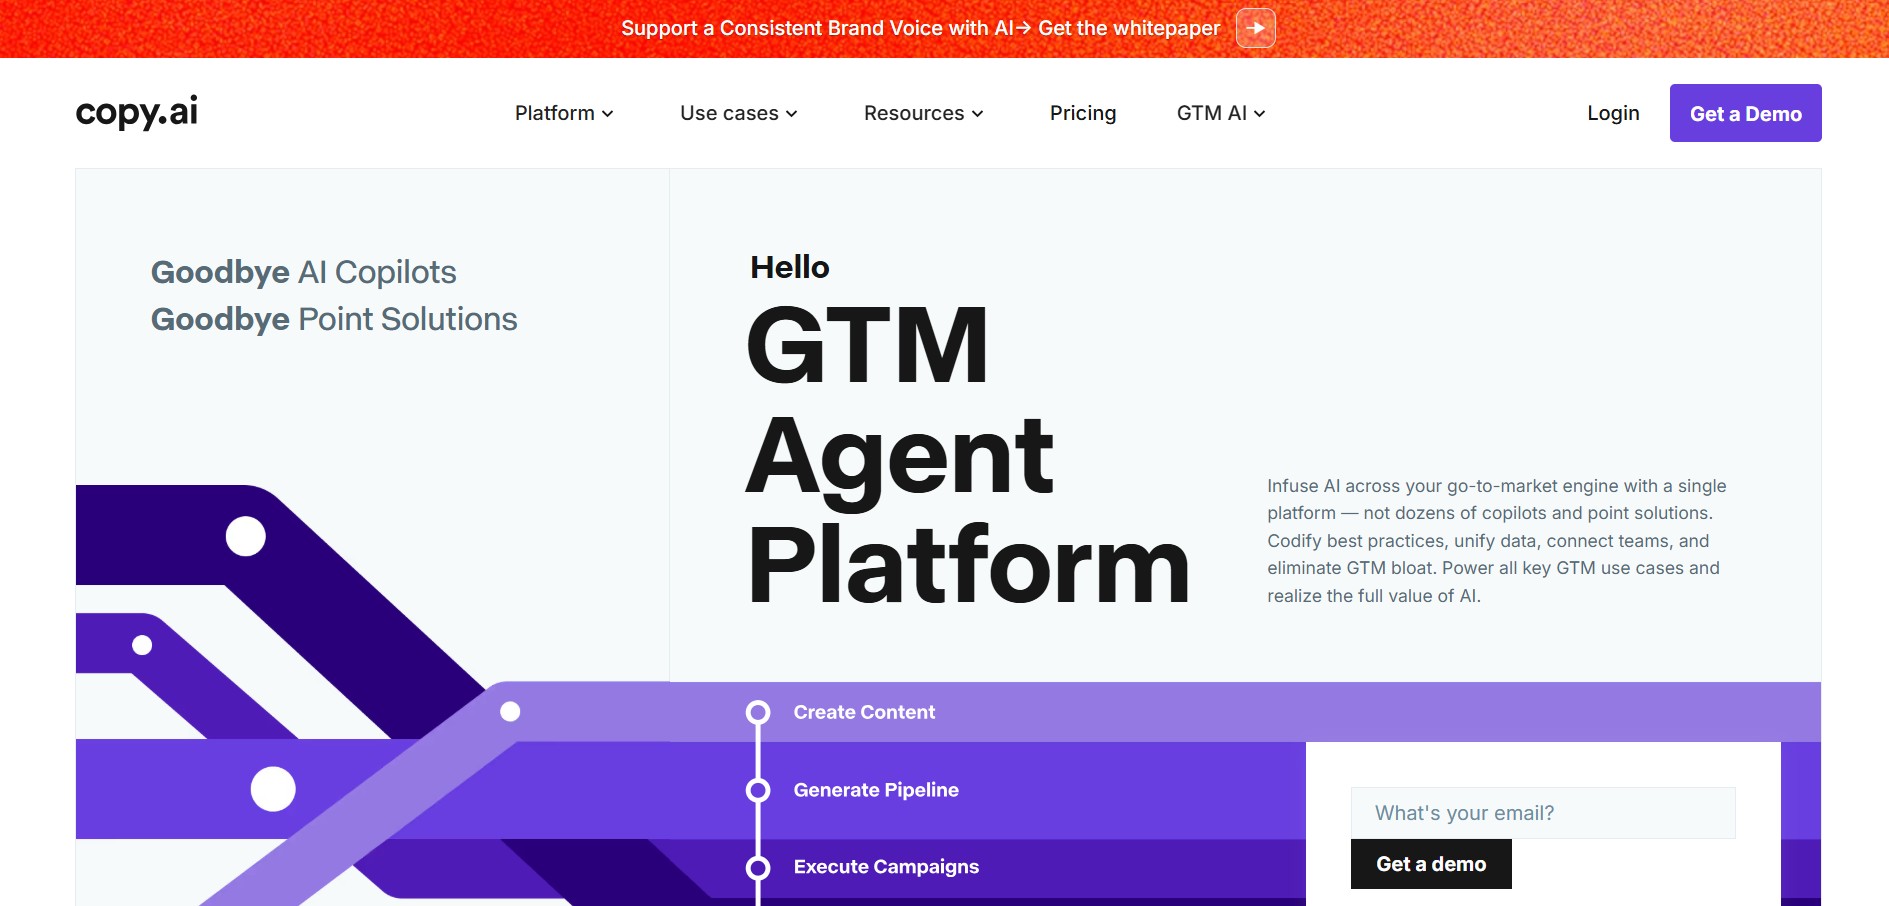 Support a Consistent Brand Voice with AI→ Get the whitepaper
copy.ai
Platform
Use cases
Resources
Pricing
GTM AI
Login
Get a Demo
Goodbye AI Copilots
Goodbye Point Solutions
Hello
GTM
Agent
Platform
Infuse AI across your go-to-market engine with a single
platform — not dozens of copilots and point solutions.
Codify best practices, unify data, connect teams, and
eliminate GTM bloat. Power all key GTM use cases and
realize the full value of AI.
Create Content
Generate Pipeline
Execute Campaigns
What's your email?
Get a demo